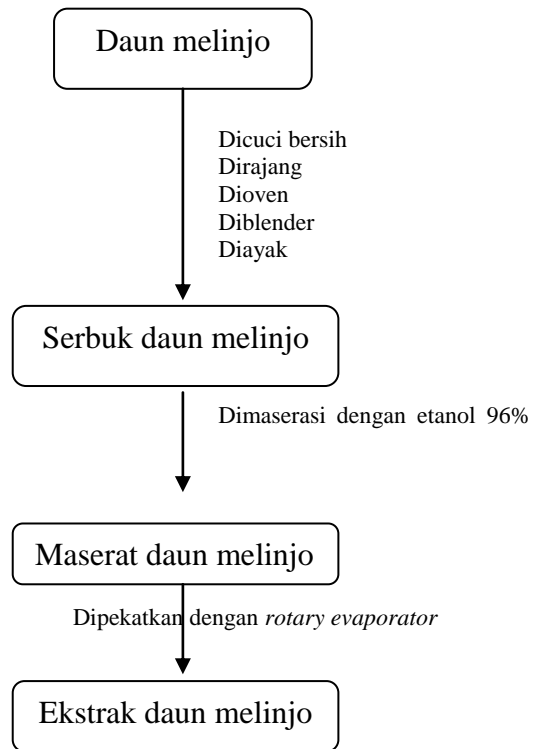 Daun melinjo
Dicuci bersih
Dirajang
Dioven
Diblender
Diayak
Serbuk daun melinjo
Dimaserasi dengan etanol 96%
Maserat daun melinjo
Dipekatkan dengan rotary evaporator
Ekstrak daun melinjo